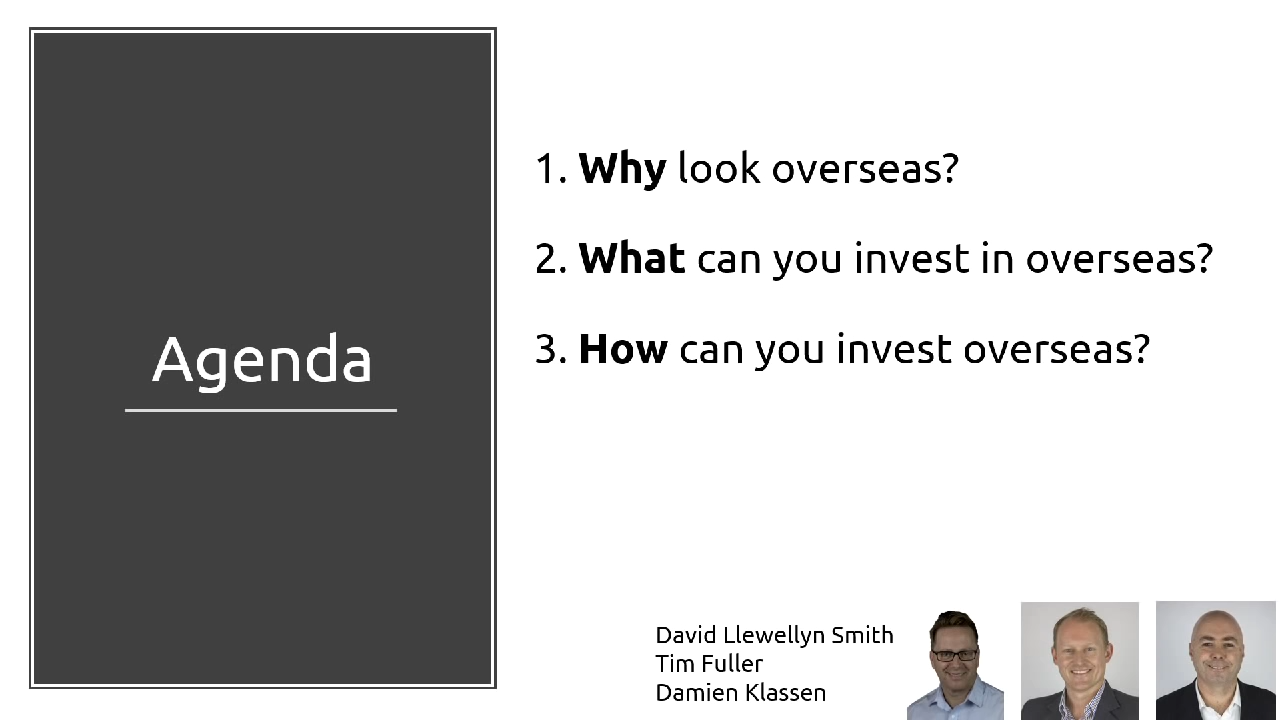 Agenda
1. Why look overseas?
2. What can you invest in overseas?
3. How can you invest overseas?
David Llewellyn Smith
Tim Fuller
Damien Klassen